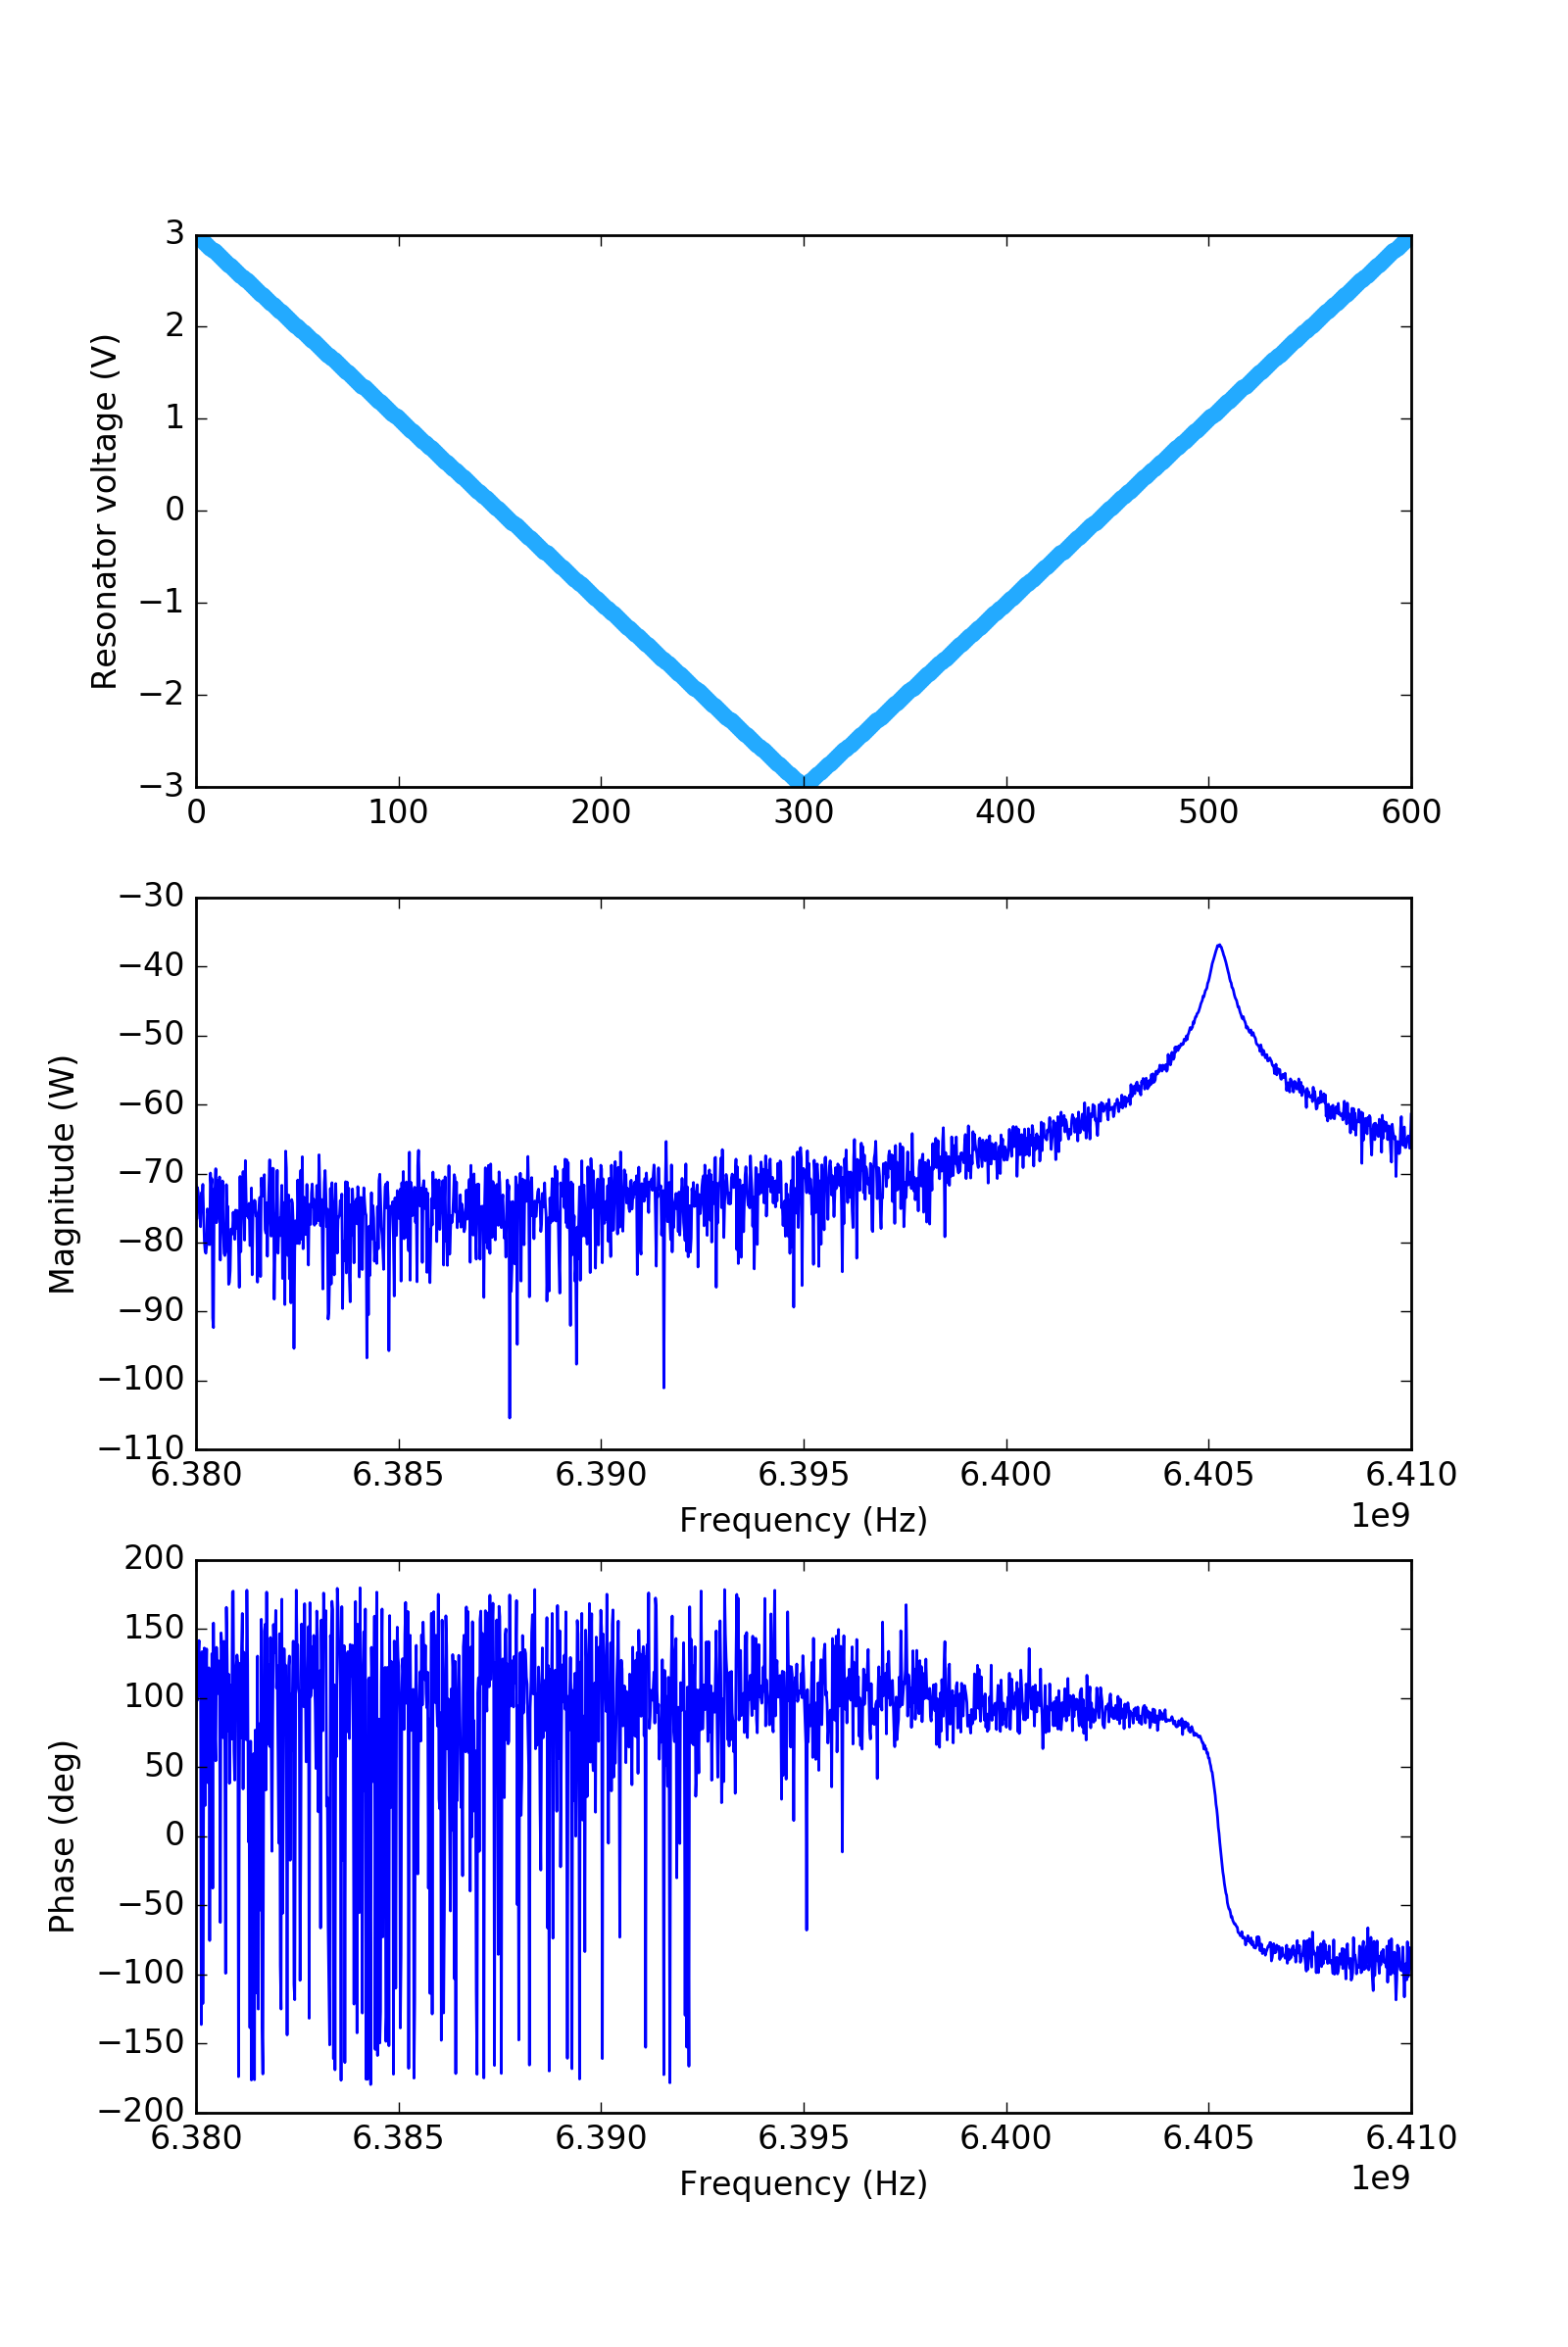 3
2
1
0
−1
−2
−3
Resonator voltage (V)
0 100 200 300 400 500 600
−30
−40
−50
−60
−70
−80
−90
−100
−110
Magnitude (W)
6.380 6.385 6.390 6.395 6.400 6.405 6.410
Frequency (Hz)
1e9
200
150
100
50
0
−50
−100
−150
−200
Phase (deg)
6.380 6.385 6.390 6.395 6.400 6.405 6.410
Frequency (Hz)
1e9